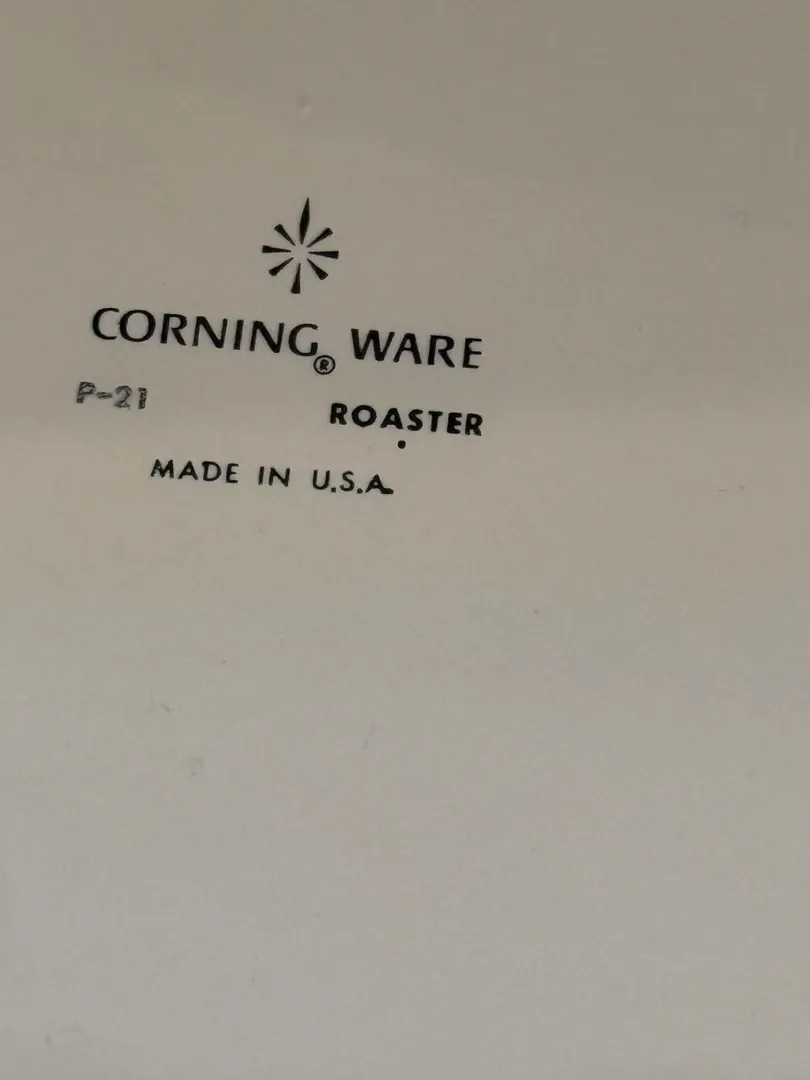 CORNING® WARE
P-21 ROASTER
MADE IN U.S.A.